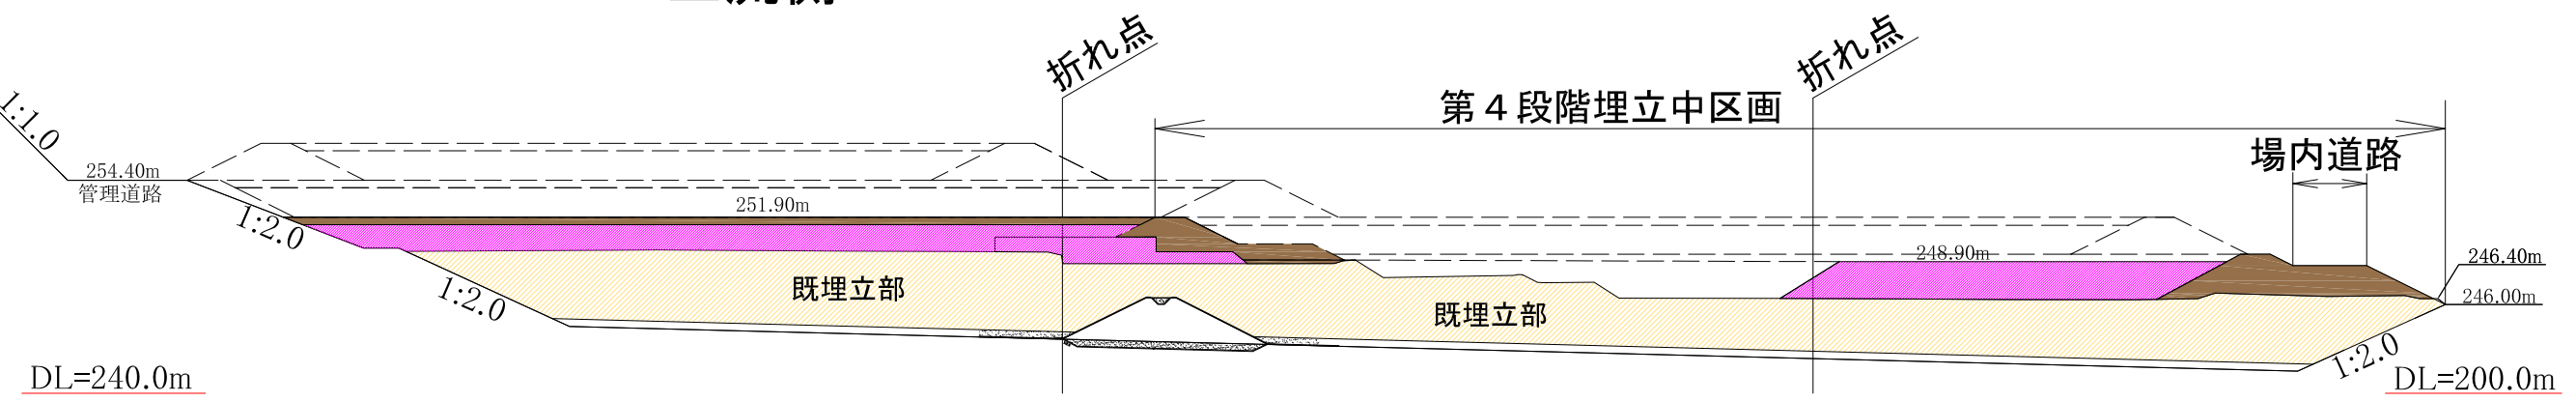 折れ点
折れ点
第４段階埋立中区画
場内道路
1:1.0
254.40m
管理道路
1:2.0
251.90m
248.90m
246.40m
246.00m
既埋立部
既埋立部
1:2.0
1:2.0
DL=240.0m
DL=200.0m